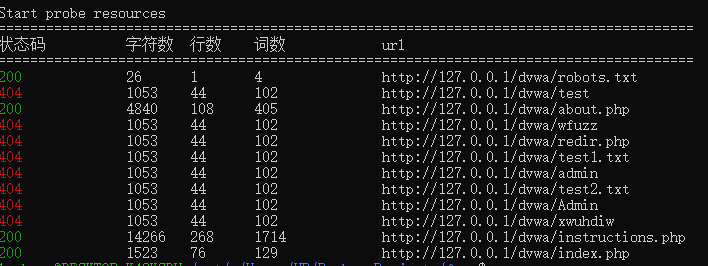 Start probe resources
================================================================================
状态码 字符数 行数 词数 url
================================================================================
200 26 1 4 http://127.0.0.1/dvwa/robots.txt
404 1053 44 102 http://127.0.0.1/dvwa/test
200 4840 108 405 http://127.0.0.1/dvwa/about.php
404 1053 44 102 http://127.0.0.1/dvwa/wfuzz
404 1053 44 102 http://127.0.0.1/dvwa/redir.php
404 1053 44 102 http://127.0.0.1/dvwa/test1.txt
404 1053 44 102 http://127.0.0.1/dvwa/admin
404 1053 44 102 http://127.0.0.1/dvwa/test2.txt
404 1053 44 102 http://127.0.0.1/dvwa/Admin
404 1053 44 102 http://127.0.0.1/dvwa/xwuhdiw
200 14266 268 1714 http://127.0.0.1/dvwa/instructions.php
200 1523 76 129 http://127.0.0.1/dvwa/index.php